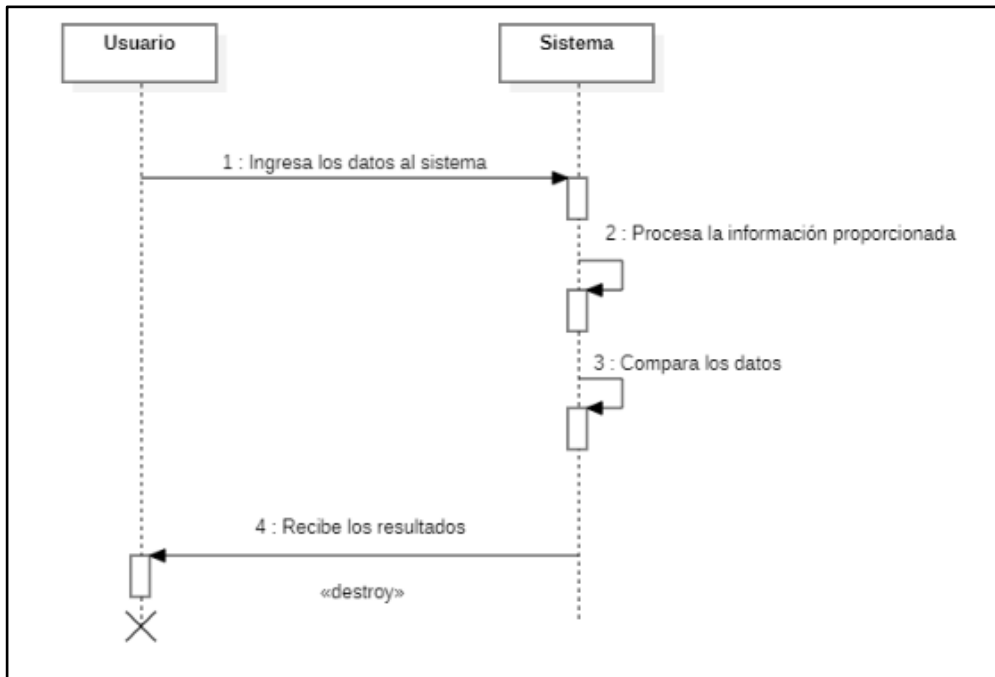 Usuario
Sistema
1 : Ingresa los datos al sistema
2 : Procesa la información proporcionada
3 : Compara los datos
4 : Recibe los resultados
«destroy»